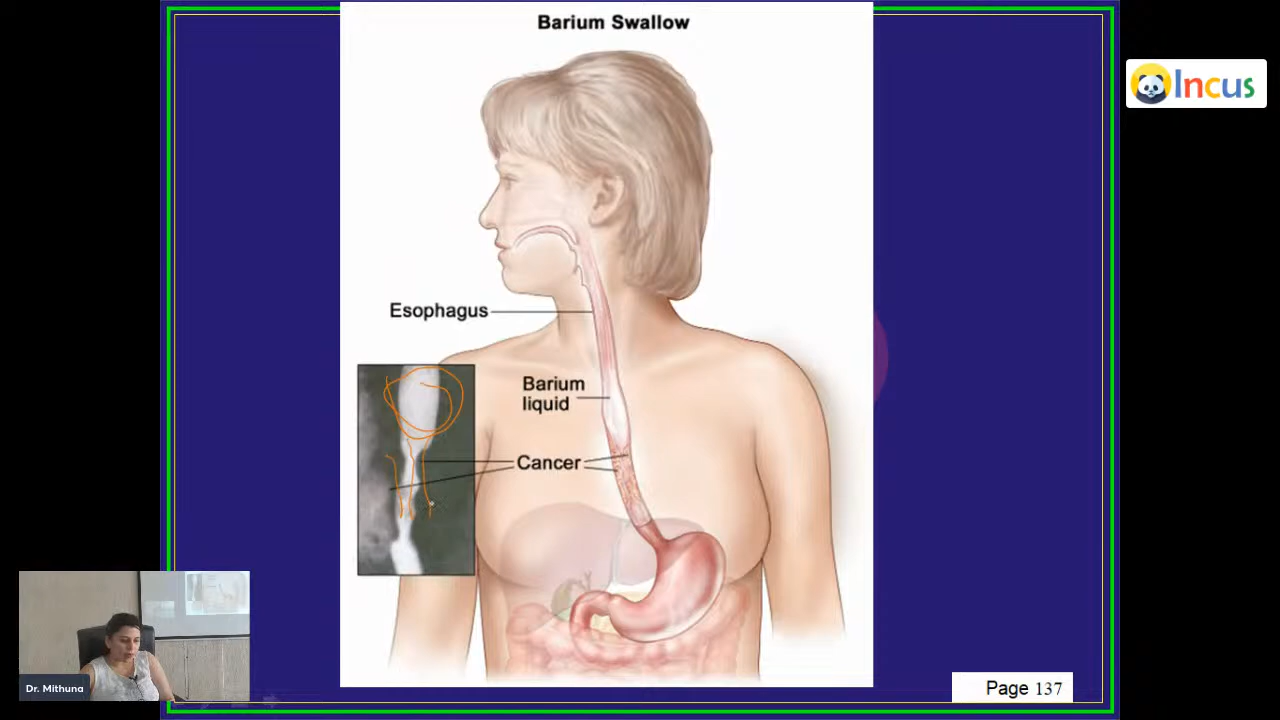 Barium Swallow
Incus
Esophagus
Barium
liquid
Cancer
Dr. Mithuna
Page 137